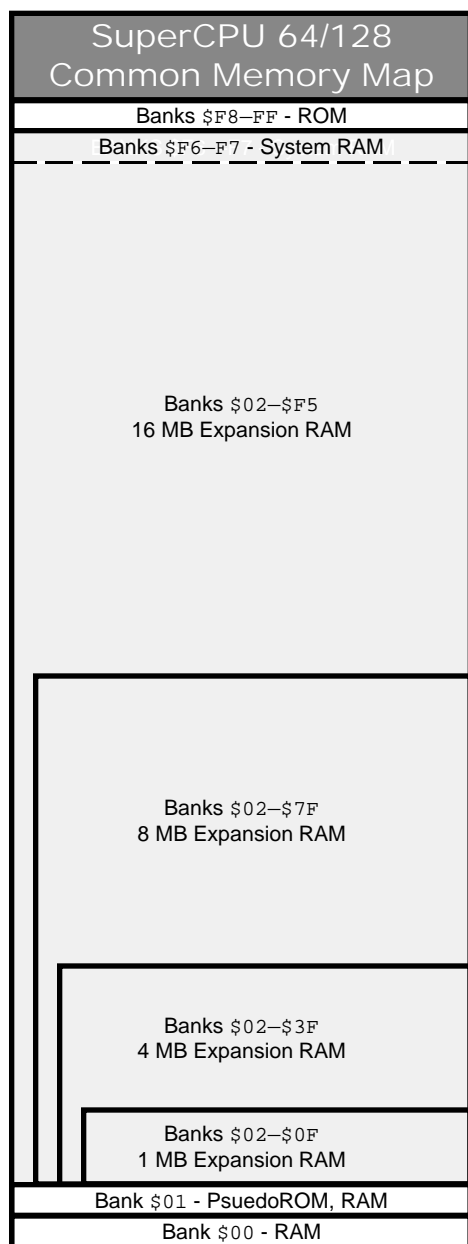 SuperCPU 64/128
Common Memory Map
Banks $F8–FF - ROM
Banks $F6–F7 - System RAM
Banks $02–$F5
16 MB Expansion RAM
Banks $02–$7F
8 MB Expansion RAM
Banks $02–$3F
4 MB Expansion RAM
Banks $02–$0F
1 MB Expansion RAM
Bank $01 - PsuedoROM, RAM
Bank $00 - RAM